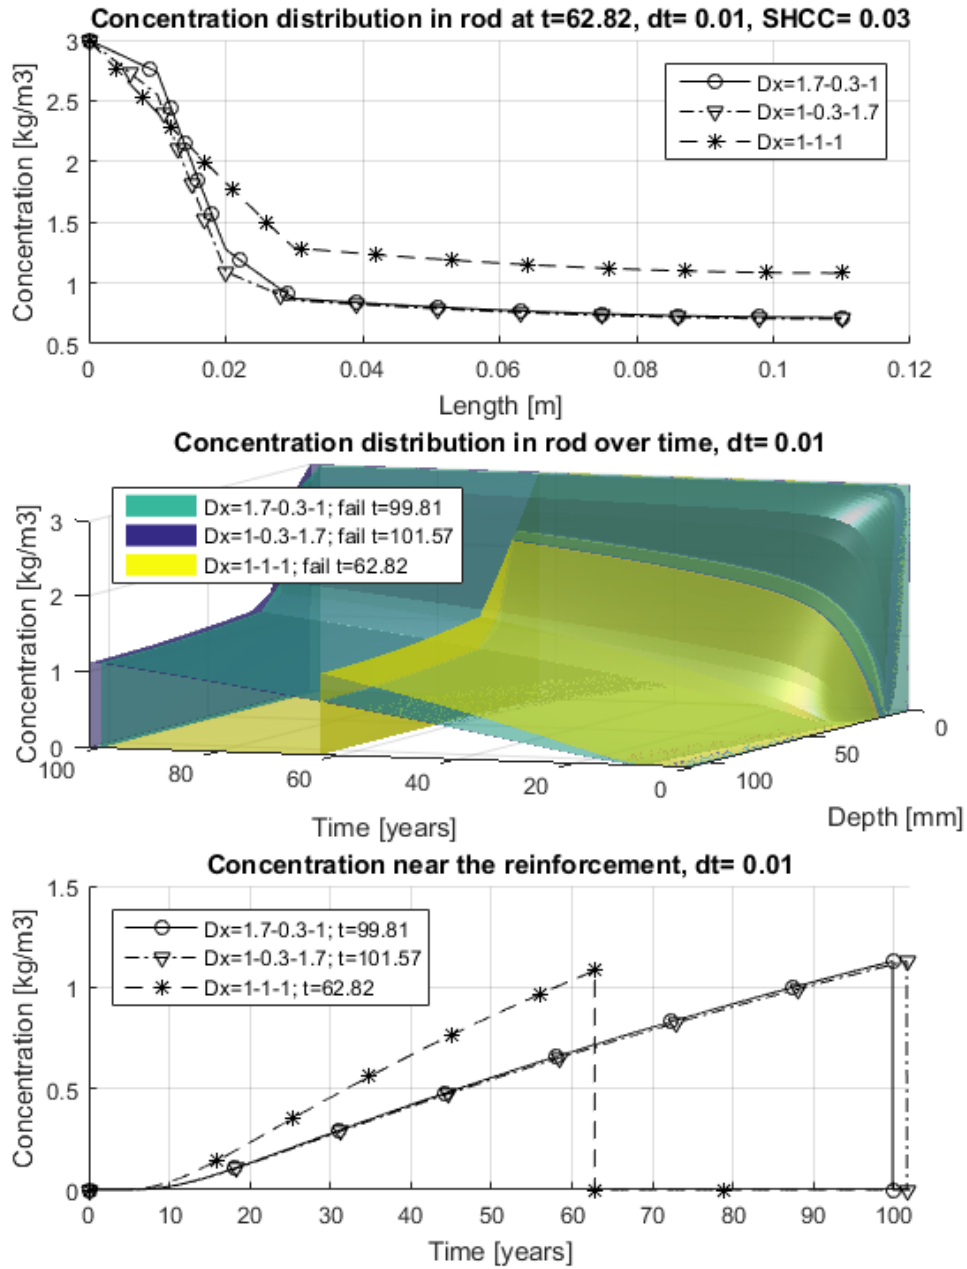 Concentration distribution in rod at t=62.82, dt= 0.01, SHCC= 0.03
Concentration [kg/m3]
3
2.5
2
1.5
1
0.5
Dx=1.7-0.3-1
Dx=1-0.3-1.7
Dx=1-1-1
0
0.02
0.04
0.06
0.08
0.1
0.12
Length [m]
Concentration distribution in rod over time, dt= 0.01
Concentration [kg/m3]
3
2
1
0
Dx=1.7-0.3-1; fail t=99.81
Dx=1-0.3-1.7; fail t=101.57
Dx=1-1-1; fail t=62.82
100
80
60
40
20
0
100
50
0
Time [years]
Depth [mm]
Concentration near the reinforcement, dt= 0.01
Concentration [kg/m3]
1.5
1
0.5
0
Dx=1.7-0.3-1; t=99.81
Dx=1-0.3-1.7; t=101.57
Dx=1-1-1; t=62.82
0
10
20
30
40
50
60
70
80
90
100
Time [years]